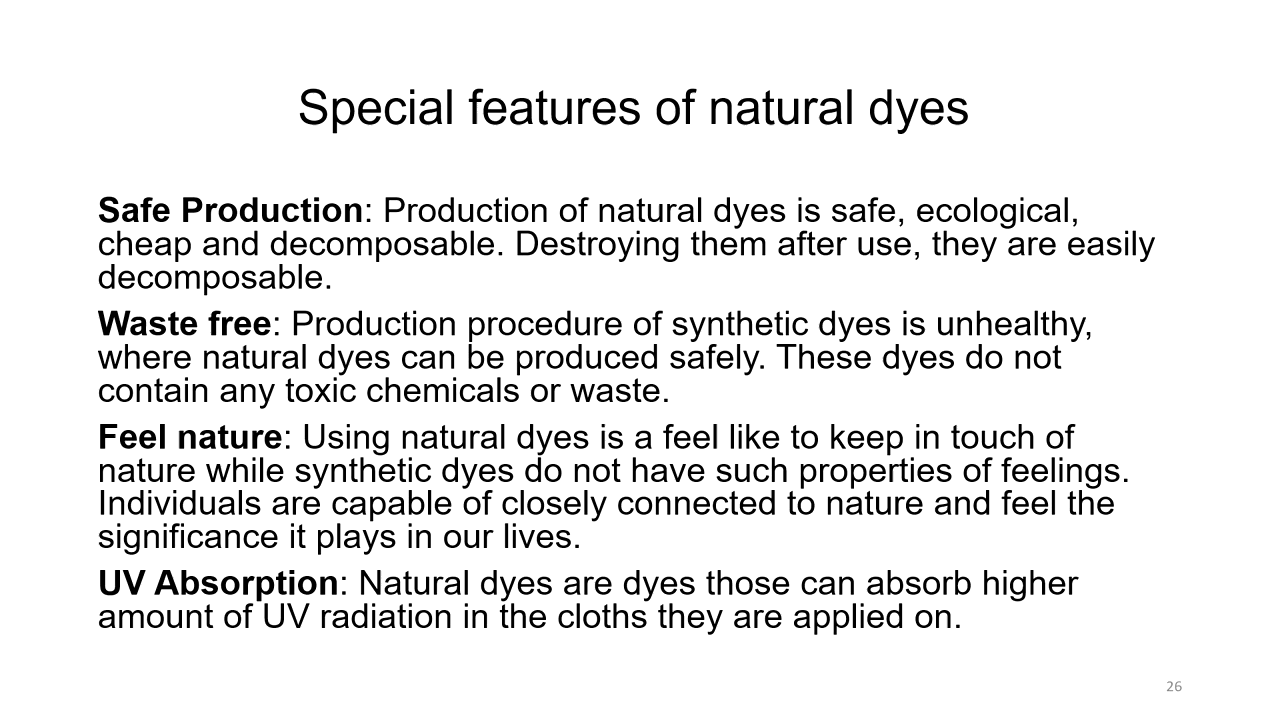 Special features of natural dyes
Safe Production: Production of natural dyes is safe, ecological,
cheap and decomposable. Destroying them after use, they are easily
decomposable.
Waste free: Production procedure of synthetic dyes is unhealthy,
where natural dyes can be produced safely. These dyes do not
contain any toxic chemicals or waste.
Feel nature: Using natural dyes is a feel like to keep in touch of
nature while synthetic dyes do not have such properties of feelings.
Individuals are capable of closely connected to nature and feel the
significance it plays in our lives.
UV Absorption: Natural dyes are dyes those can absorb higher
amount of UV radiation in the cloths they are applied on.
26